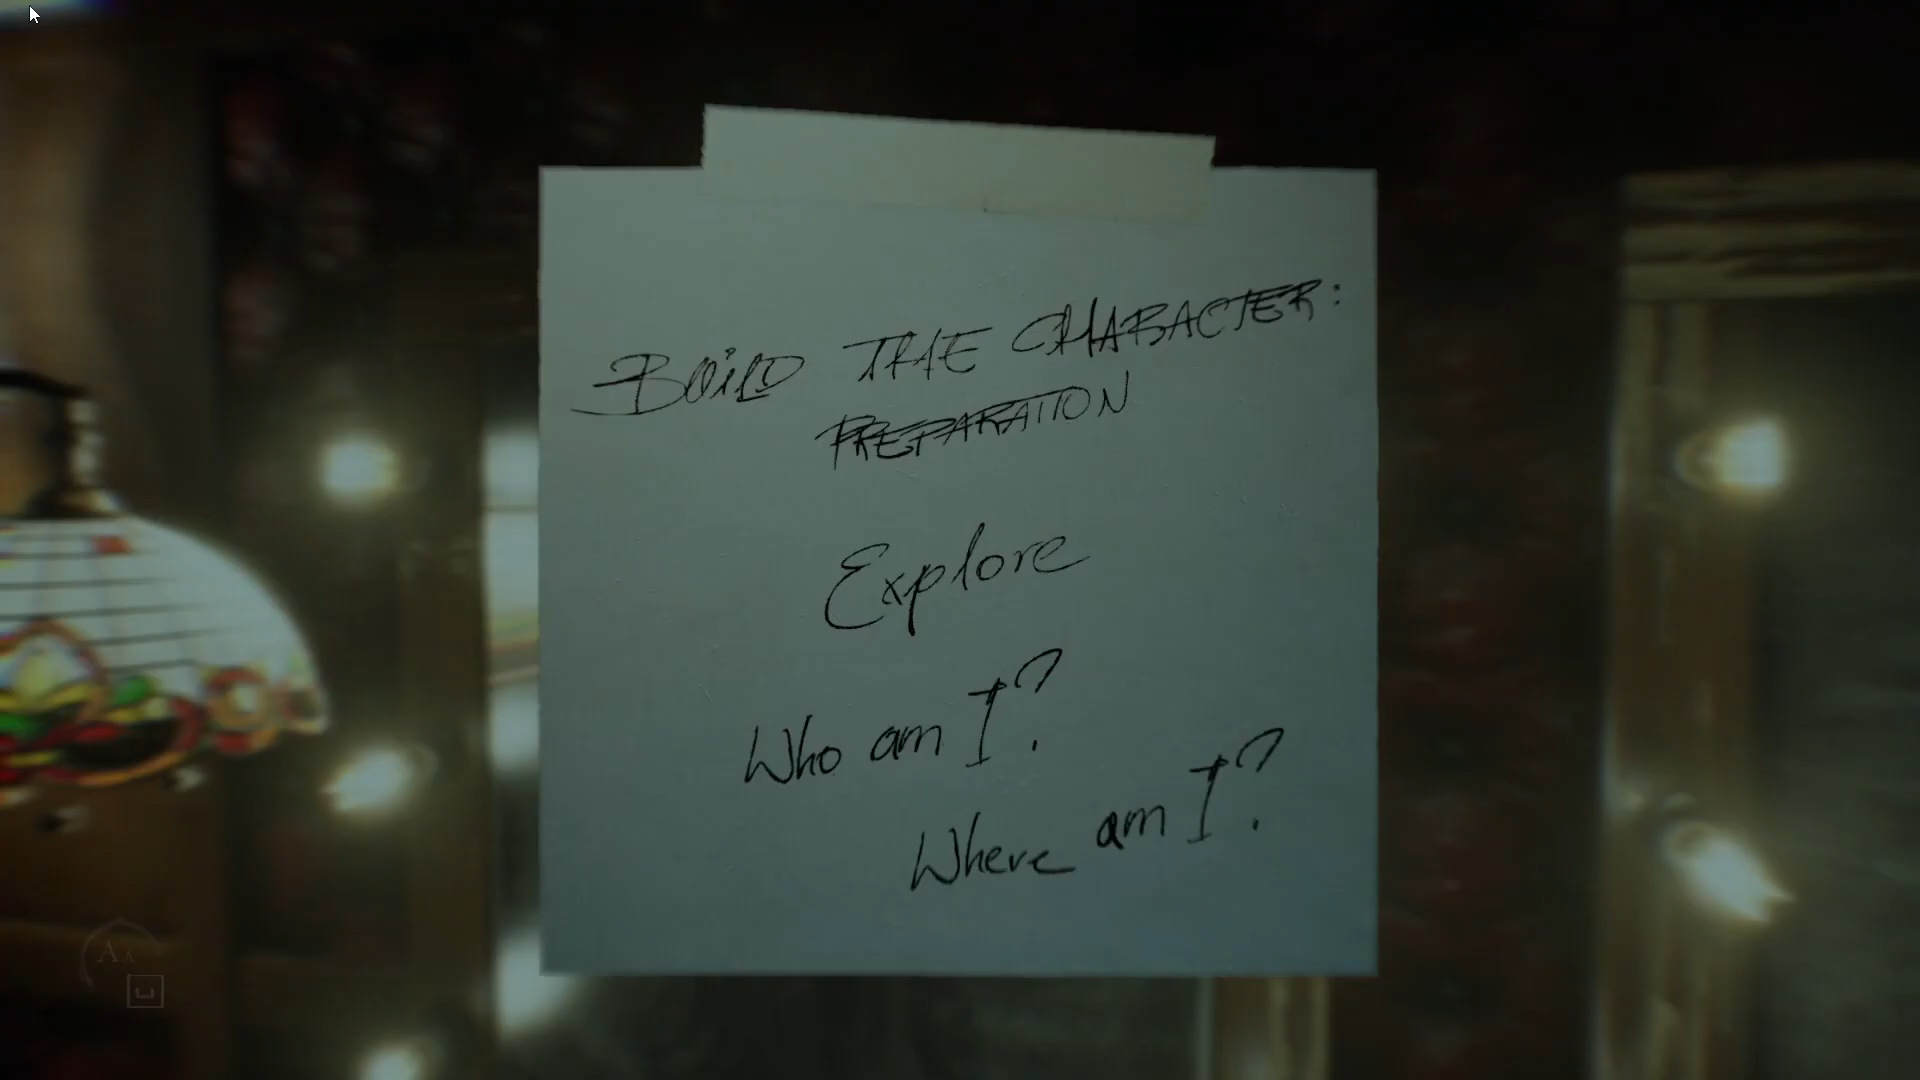 BUILD THE CHARACTER:
PREPARATION
Explore
Who am I?
Where am I?